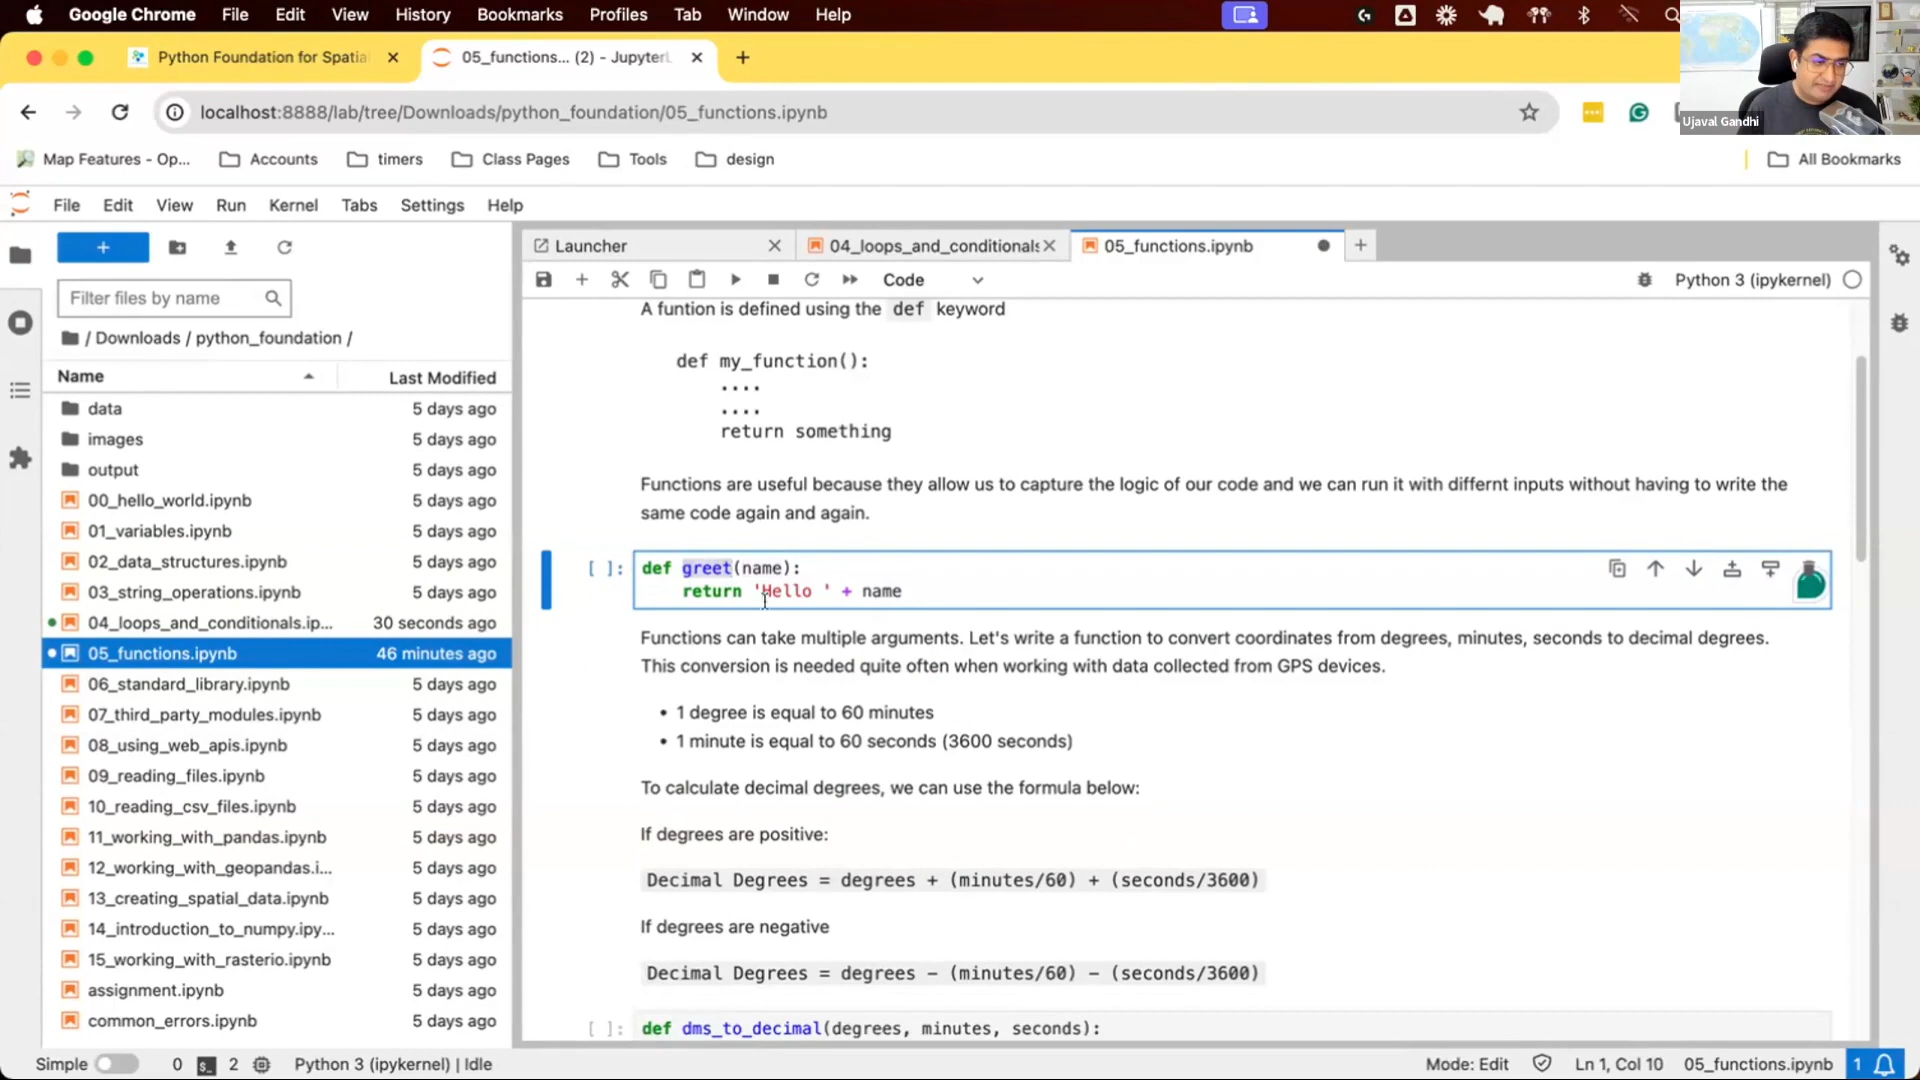 Google Chrome File Edit View History Bookmarks Profiles Tab Window Help
Python Foundation for Spatia
05_functions... (2) - JupyterL
localhost:8888/lab/tree/Downloads/python_foundation/05_functions.ipynb
Ujaval Gandhi
Map Features - Op... Accounts timers Class Pages Tools design All Bookmarks
File Edit View Run Kernel Tabs Settings Help
Launcher 04_loops_and_conditionals 05_functions.ipynb
Code Python 3 (ipykernel)
Filter files by name
/ Downloads / python_foundation /
Name Last Modified
data 5 days ago
images 5 days ago
output 5 days ago
00_hello_world.ipynb 5 days ago
01_variables.ipynb 5 days ago
02_data_structures.ipynb 5 days ago
03_string_operations.ipynb 5 days ago
04_loops_and_conditionals.ip... 30 seconds ago
05_functions.ipynb 46 minutes ago
06_standard_library.ipynb 5 days ago
07_third_party_modules.ipynb 5 days ago
08_using_web_apis.ipynb 5 days ago
09_reading_files.ipynb 5 days ago
10_reading_csv_files.ipynb 5 days ago
11_working_with_pandas.ipynb 5 days ago
12_working_with_geopandas.i... 5 days ago
13_creating_spatial_data.ipynb 5 days ago
14_introduction_to_numpy.ipy... 5 days ago
15_working_with_rasterio.ipynb 5 days ago
assignment.ipynb 5 days ago
common_errors.ipynb 5 days ago
A funtion is defined using the def keyword
def my_function():
....
....
return something
Functions are useful because they allow us to capture the logic of our code and we can run it with differnt inputs without having to write the
same code again and again.
[ ]: def greet(name):
return 'Hello ' + name
Functions can take multiple arguments. Let's write a function to convert coordinates from degrees, minutes, seconds to decimal degrees.
This conversion is needed quite often when working with data collected from GPS devices.
• 1 degree is equal to 60 minutes
• 1 minute is equal to 60 seconds (3600 seconds)
To calculate decimal degrees, we can use the formula below:
If degrees are positive:
Decimal Degrees = degrees + (minutes/60) + (seconds/3600)
If degrees are negative
Decimal Degrees = degrees - (minutes/60) - (seconds/3600)
[ ]: def dms_to_decimal(degrees, minutes, seconds):
Simple 0 2 Python 3 (ipykernel) | Idle Mode: Edit Ln 1, Col 10 05_functions.ipynb 1